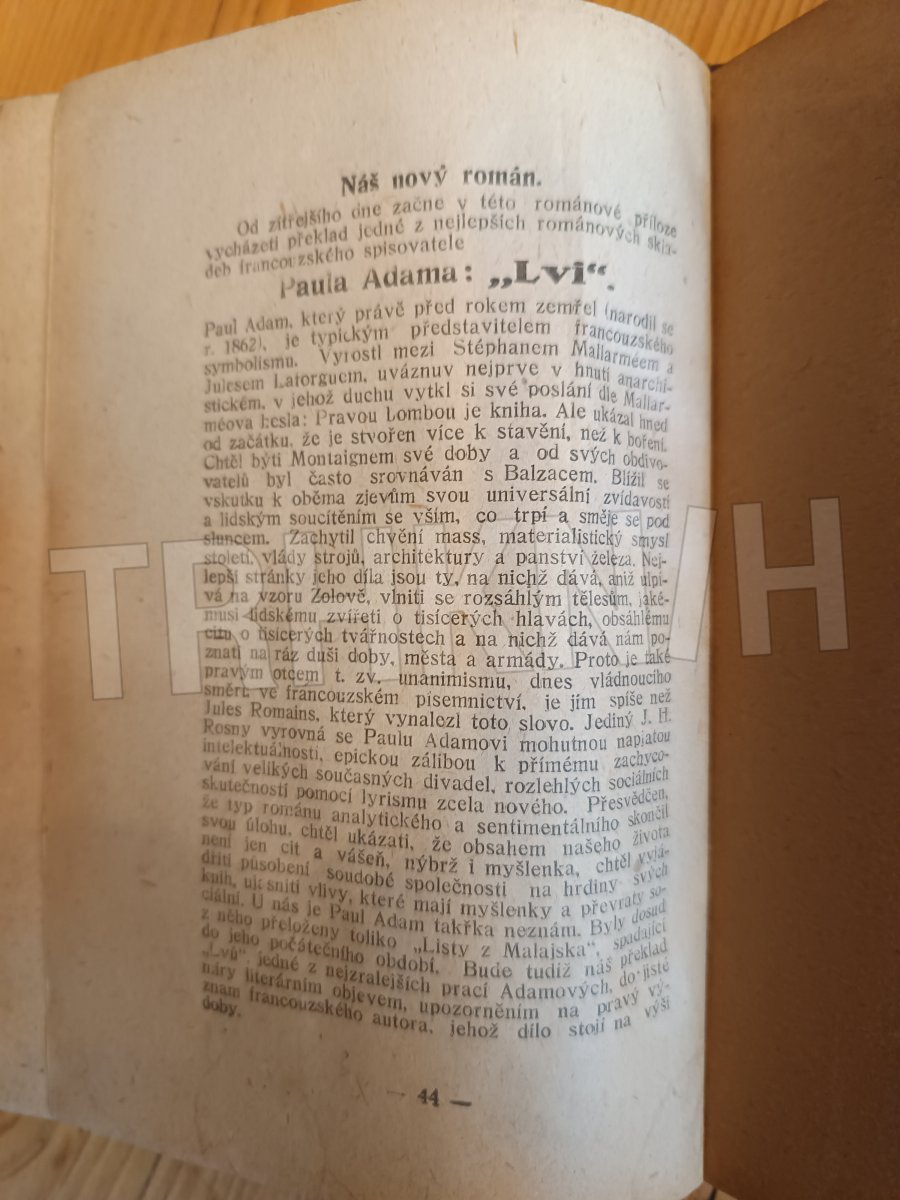 Náš nový román.
Od zítřejšího dne začne v této románové příloze
vycházeti překlad jedné z nejlepších románových skla-
deb francouzského spisovatele
Paula Adama: „Lvi“.
Paul Adam, který právě před rokem zemřel (narodil se
r. 1862), je typickým představitelem francouzského
symbolismu. Vyrostl mezi Stéphanem Mallarméem a
Julesem Laforguem, uváznuv nejprve v hnutí anarchi-
stickém, v jehož duchu vytkl si své poslání dle Mallar-
méova hesla: Pravou bombou je kniha. Ale ukázal hned
od začátku, že je stvořen více k stavění, než k boření.
Chtěl býti Montaignem své doby a od svých obdivo-
vatelů byl často srovnáván s Balzacem. Blížil se
vskutku k oběma zjevům svou universální zvídavostí
a lidským soucítěním se vším, co trpí a směje se pod
sluncem. Zachytil chvění mass, materialistický smysl
století, vlády strojů, architektury a panství železa. Nej-
lepší stránky jeho díla jsou ty, na nichž dává, aniž ulpí-
vá na vzoru Zolově, vlniti se rozsáhlým tělesům, jaké-
musi lidskému zvířeti o tisícerých hlavách, obsáhlému
citu o tisícerých tvářnostech a na nichž dává nám po-
znati na ráz duši doby, města a armády. Proto je také
pravým otcem t. zv. unanimismu, dnes vládnoucího
směru ve francouzském písemnictví, je jím spíše než
Jules Romains, který vynalezl toto slovo. Jediný J. H.
Rosny vyrovná se Paulu Adamovi mohutnou napiatou
intelektuálností, epickou zálibou k přímému zachyco-
vání velikých současných divadel, rozlehlých sociálních
skutečností pomocí lyrismu zcela nového. Přesvědčen,
že typ románu analytického a sentimentálního skončil
svou úlohu, chtěl ukázati, že obsahem našeho života
není jen cit a vášeň, nýbrž i myšlenka, chtěl vyjá-
dřiti působení soudobé společnosti na hrdiny svých
knih, ujasniti vlivy, které mají myšlenky a převraty so-
ciální. U nás je Paul Adam takřka neznám. Byly dosud
z něho přeloženy toliko „Listy z Malajska“, spadající
do jeho počátečního období. Bude tudíž náš překlad
„Lvů“ jedné z nejzralejších prací Adamových, do jisté
náry literárním objevem, upozorněním na pravý vý-
znam francouzského autora, jehož dílo stojí na výši
doby.
— 44 —